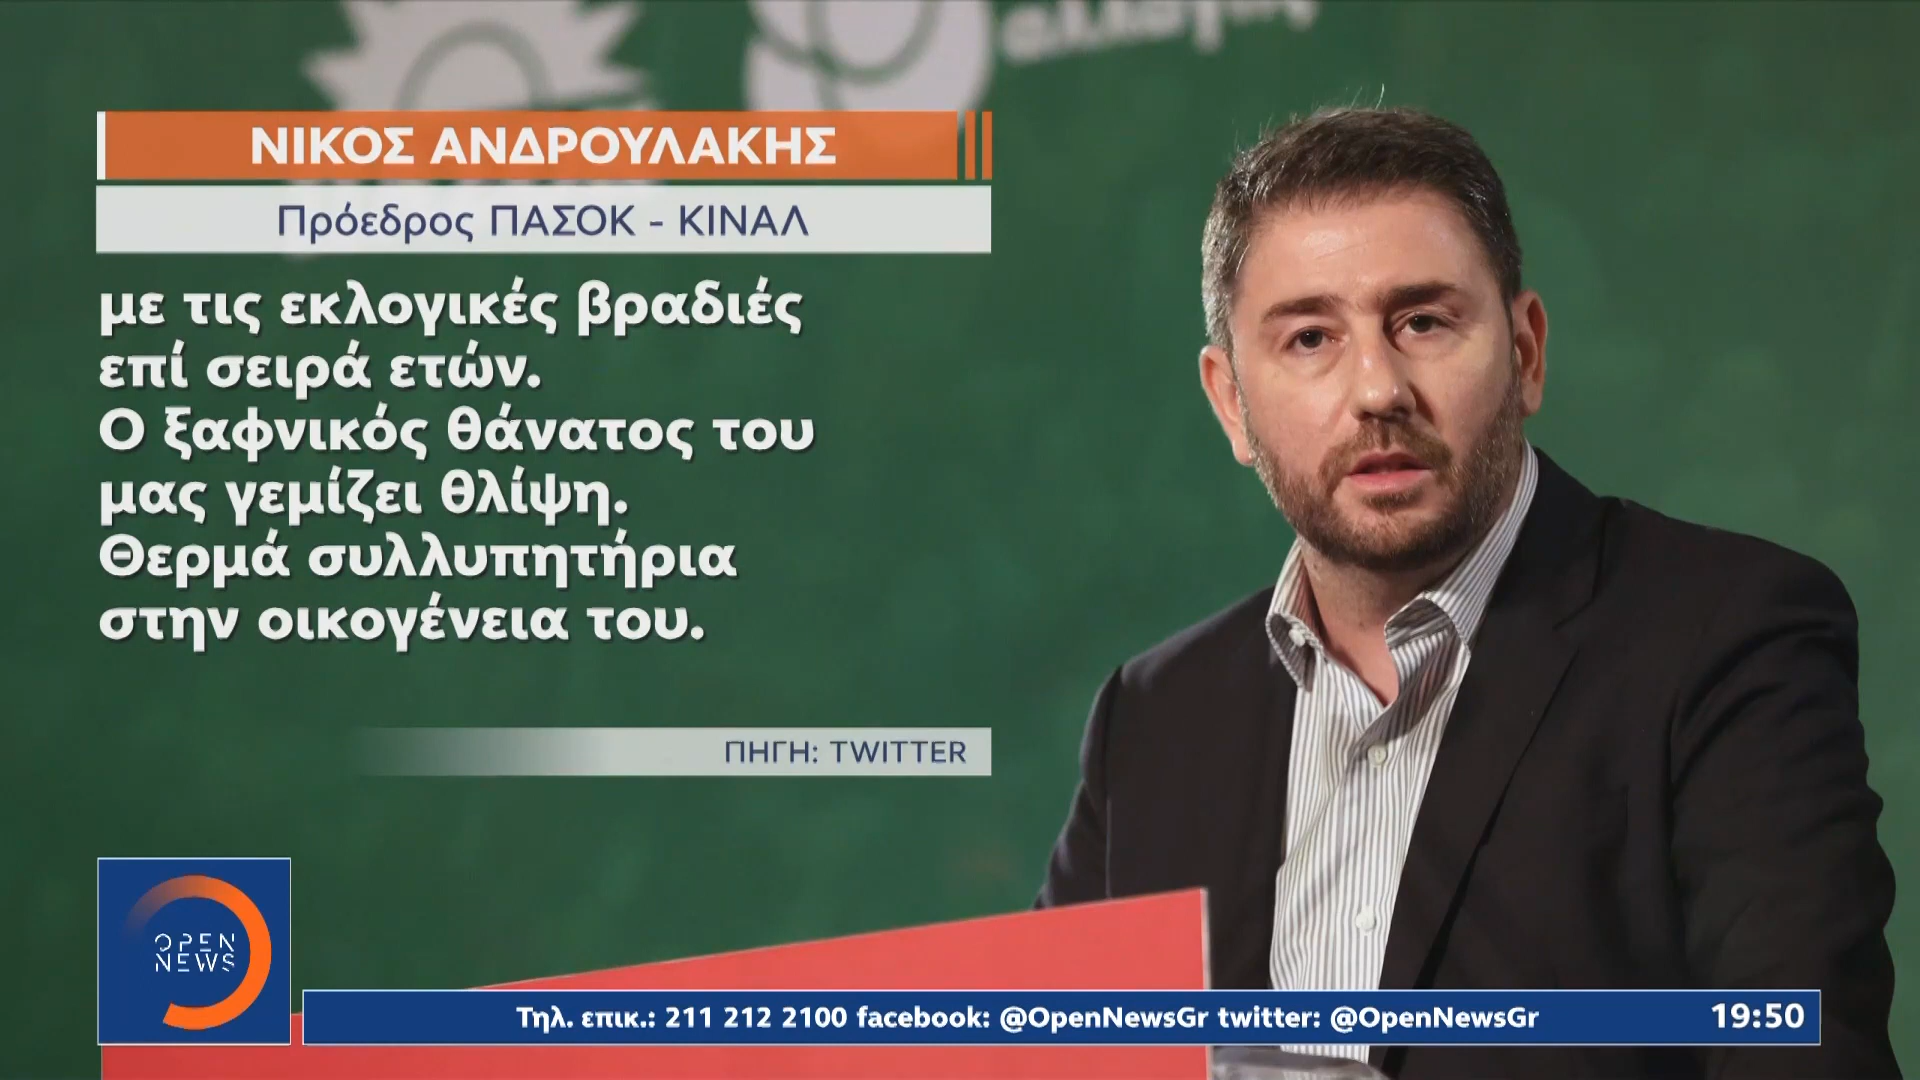 αλλαγής
ΝΙΚΟΣ ΑΝΔΡΟΥΛΑΚΗΣ
Πρόεδρος ΠΑΣΟΚ - ΚΙΝΑΛ
με τις εκλογικές βραδιές
επί σειρά ετών.
Ο ξαφνικός θάνατος του
μας γεμίζει θλίψη.
Θερμά συλλυπητήρια
στην οικογένεια του.
ΠΗΓΗ: TWITTER
OPEN
NEWS
Τηλ. επικ.: 211 212 2100 facebook: @OpenNewsGr twitter: @OpenNewsGr
19:50